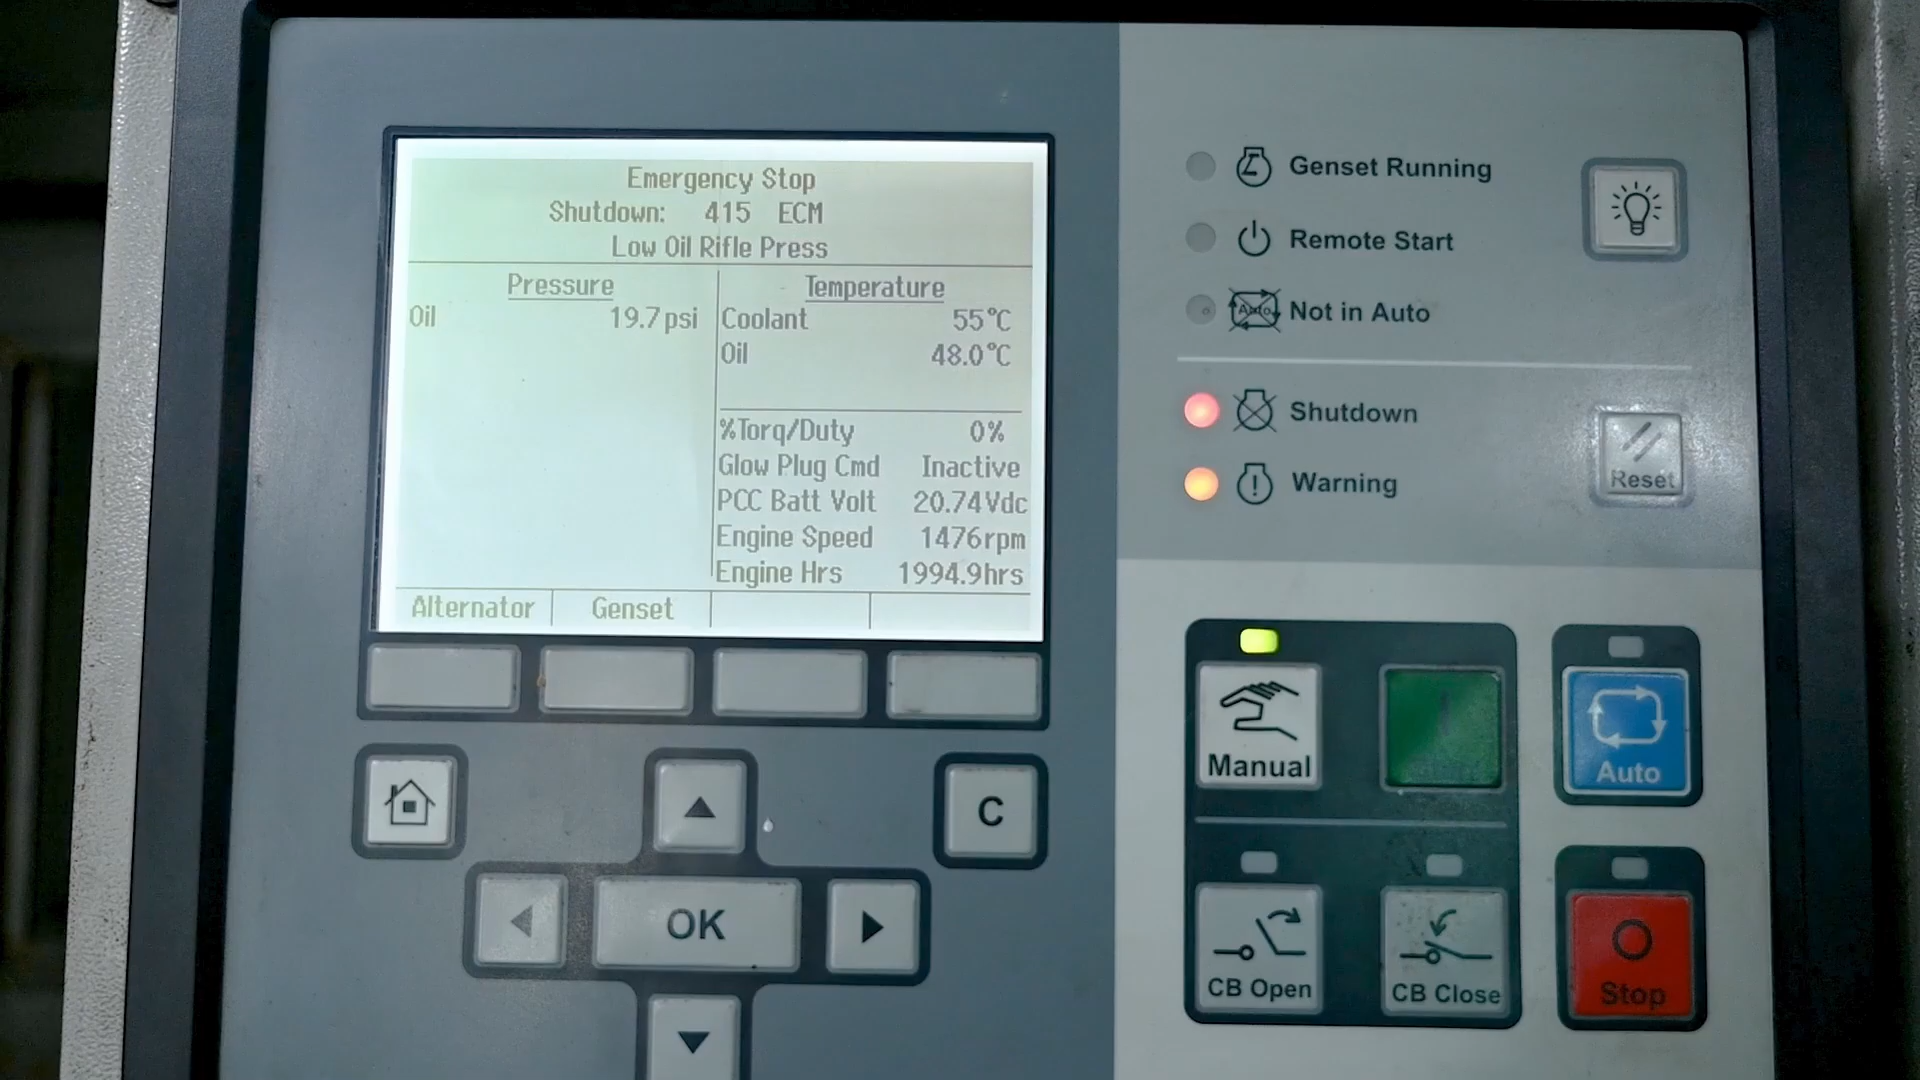 Emergency Stop
Shutdown: 415 ECM
Low Oil Rifle Press
Pressure
Oil 19.7psi
Temperature
Coolant 55°C
Oil 48.0°C
%Torq/Duty 0%
Glow Plug Cmd Inactive
PCC Batt Volt 20.74Vdc
Engine Speed 1476rpm
Engine Hrs 1994.9hrs
Alternator Genset
C
OK
Genset Running
Remote Start
Auto Not in Auto
Shutdown
Warning
Reset
Manual
Auto
CB Open
CB Close
Stop